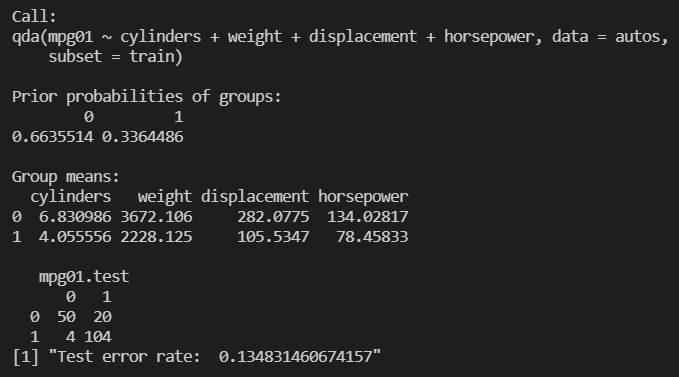 Call:
qda(mpg01 ~ cylinders + weight + displacement + horsepower, data = autos,
    subset = train)

Prior probabilities of groups:
        0         1
0.6635514 0.3364486

Group means:
  cylinders   weight displacement horsepower
0  6.830986 3672.106     282.0775  134.02817
1  4.055556 2228.125     105.5347   78.45833

   mpg01.test
      0   1
  0  50  20
  1   4 104
[1] "Test error rate:  0.134831460674157"